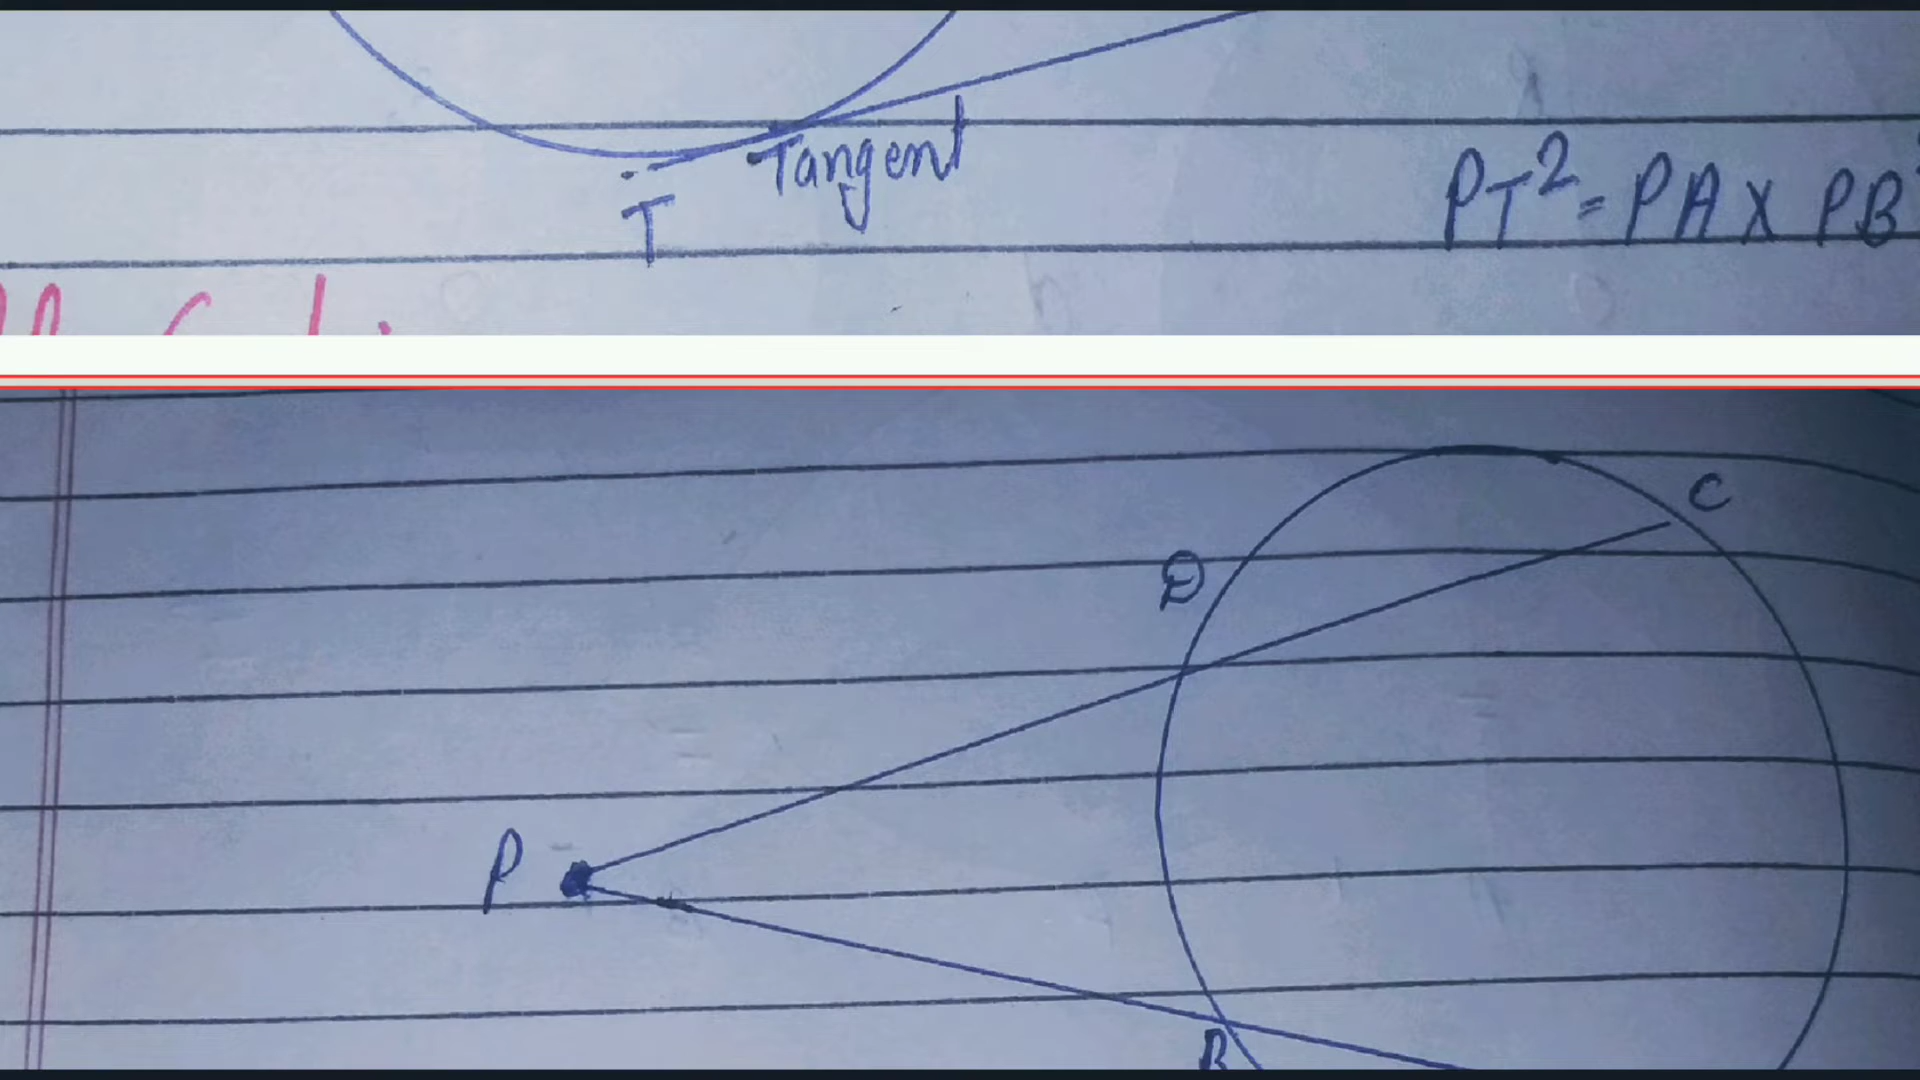 Tangent
PT² = PA X PB
T
C
D
P
B